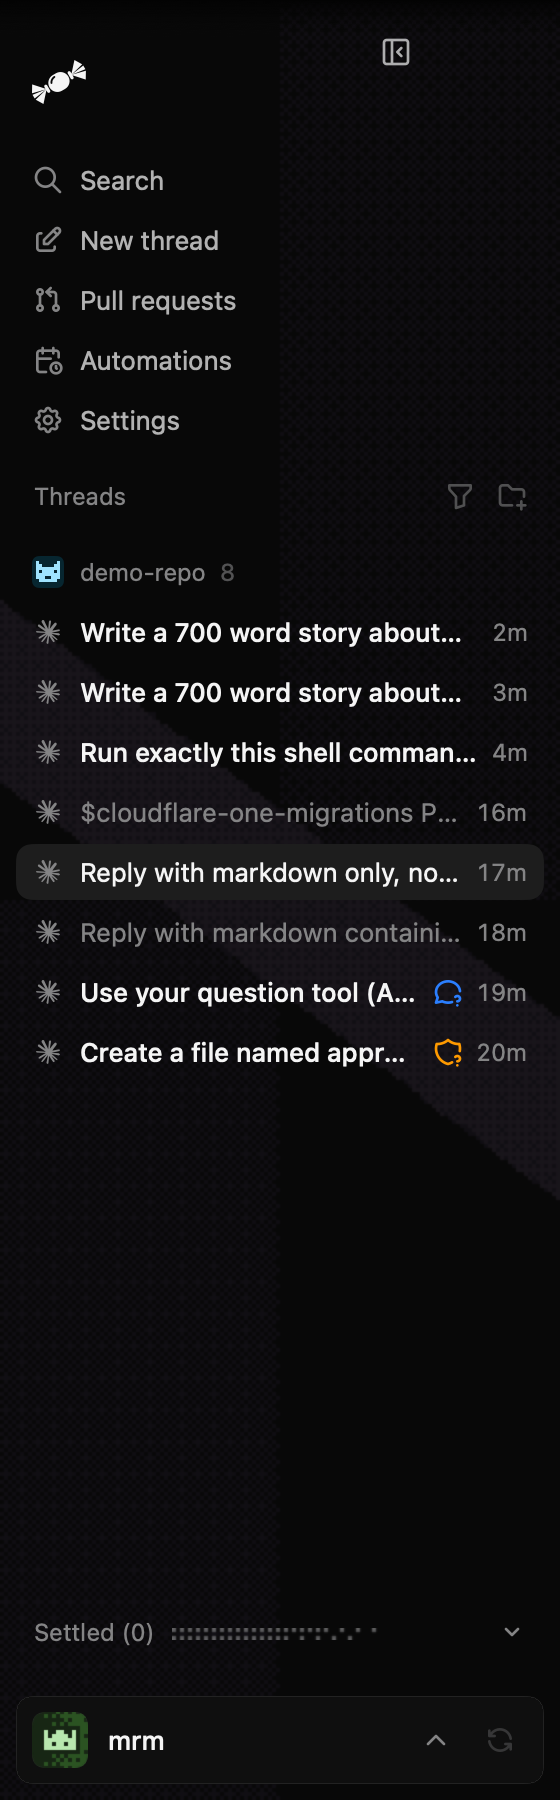 Search
New thread
Pull requests
Automations
Settings
Threads
demo-repo 8
Write a 700 word story about... 2m
Write a 700 word story about... 3m
Run exactly this shell comman... 4m
$cloudflare-one-migrations P... 16m
Reply with markdown only, no... 17m
Reply with markdown containi... 18m
Use your question tool (A... 19m
Create a file named appr... 20m
Settled (0)
mrm